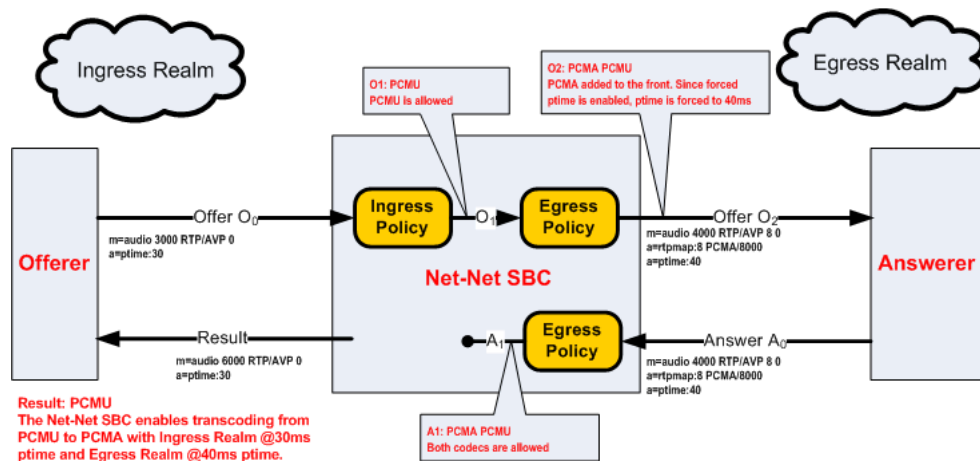 Ingress Realm
Egress Realm
O1: PCMU
PCMU is allowed
O2: PCMA PCMU
PCMA added to the front. Since forced
ptime is enabled, ptime is forced to 40ms
Offerer
Offer O0
m=audio 3000 RTP/AVP 0
a=ptime:30
Ingress
Policy
O1
Egress
Policy
Offer O2
m=audio 4000 RTP/AVP 8 0
a=rtpmap:8 PCMA/8000
a=ptime:40
Answerer
Net-Net SBC
Result
m=audio 6000 RTP/AVP 0
a=ptime:30
A1
Egress
Policy
Answer A0
m=audio 4000 RTP/AVP 8 0
a=rtpmap:8 PCMA/8000
a=ptime:40
Result: PCMU
The Net-Net SBC enables transcoding from
PCMU to PCMA with Ingress Realm @30ms
ptime and Egress Realm @40ms ptime.
A1: PCMA PCMU
Both codecs are allowed